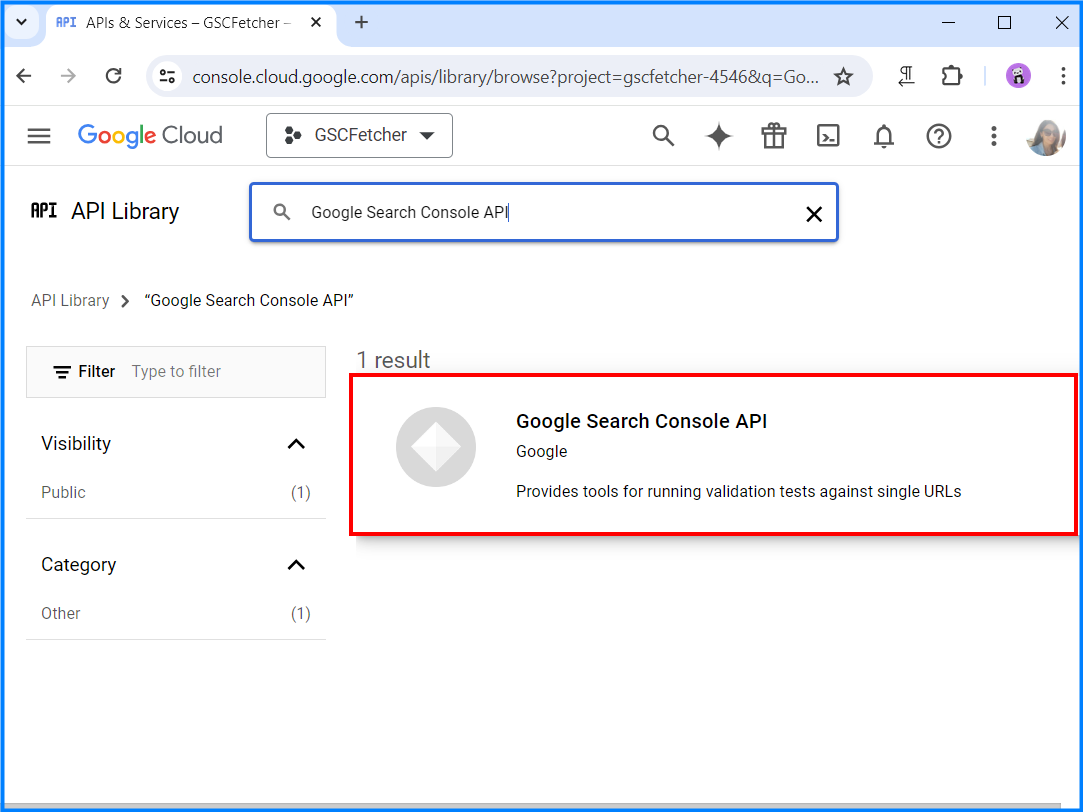 API APIs & Services – GSCFetcher –
console.cloud.google.com/apis/library/browse?project=gscfetcher-4546&q=Go...
Google Cloud
GSCFetcher
API API Library
Google Search Console API
API Library
“Google Search Console API”
Filter Type to filter
1 result
Google Search Console API
Google
Provides tools for running validation tests against single URLs
Visibility
Public (1)
Category
Other (1)